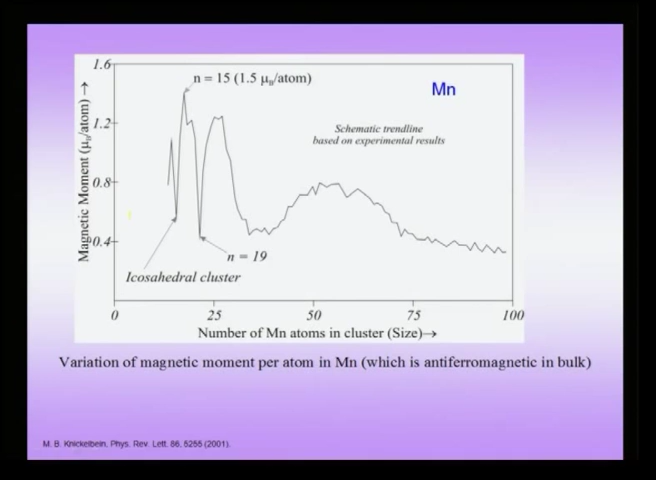 1.6
n = 15 (1.5 μB/atom)
Mn
Magnetic Moment (μB/atom) →
1.2
Schematic trendline
based on experimental results
0.8
0.4
n = 19
Icosahedral cluster
0 25 50 75 100
Number of Mn atoms in cluster (Size)→
Variation of magnetic moment per atom in Mn (which is antiferromagnetic in bulk)
M. B. Knickelbein, Phys. Rev. Lett. 86, 5255 (2001).